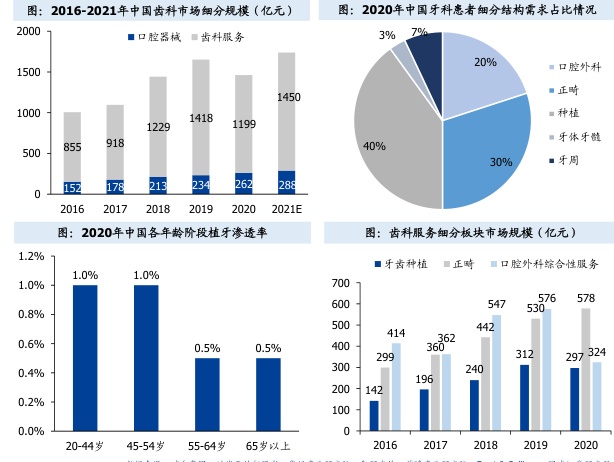 图：2016-2021年中国齿科市场细分规模（亿元）
口腔器械 齿科服务
2000
1500
1000
500
0
855 918 1229 1418 1199 1450
152 178 213 234 262 288
2016 2017 2018 2019 2020 2021E
图：2020年中国牙科患者细分结构需求占比情况
3% 7% 20% 40% 30%
口腔外科
正畸
种植
牙体牙髓
牙周
图：2020年中国各年龄阶段植牙渗透率
1.2%
1.0%
0.8%
0.6%
0.4%
0.2%
0.0%
1.0% 1.0% 0.5% 0.5%
20-44岁 45-54岁 55-64岁 65岁以上
图：齿科服务细分板块市场规模（亿元）
牙齿种植 正畸 口腔外科综合性服务
700
600
500
400
300
200
100
0
142 299 414 196 360 362 240 442 547 312 530 576 297 578 324
2016 2017 2018 2019 2020